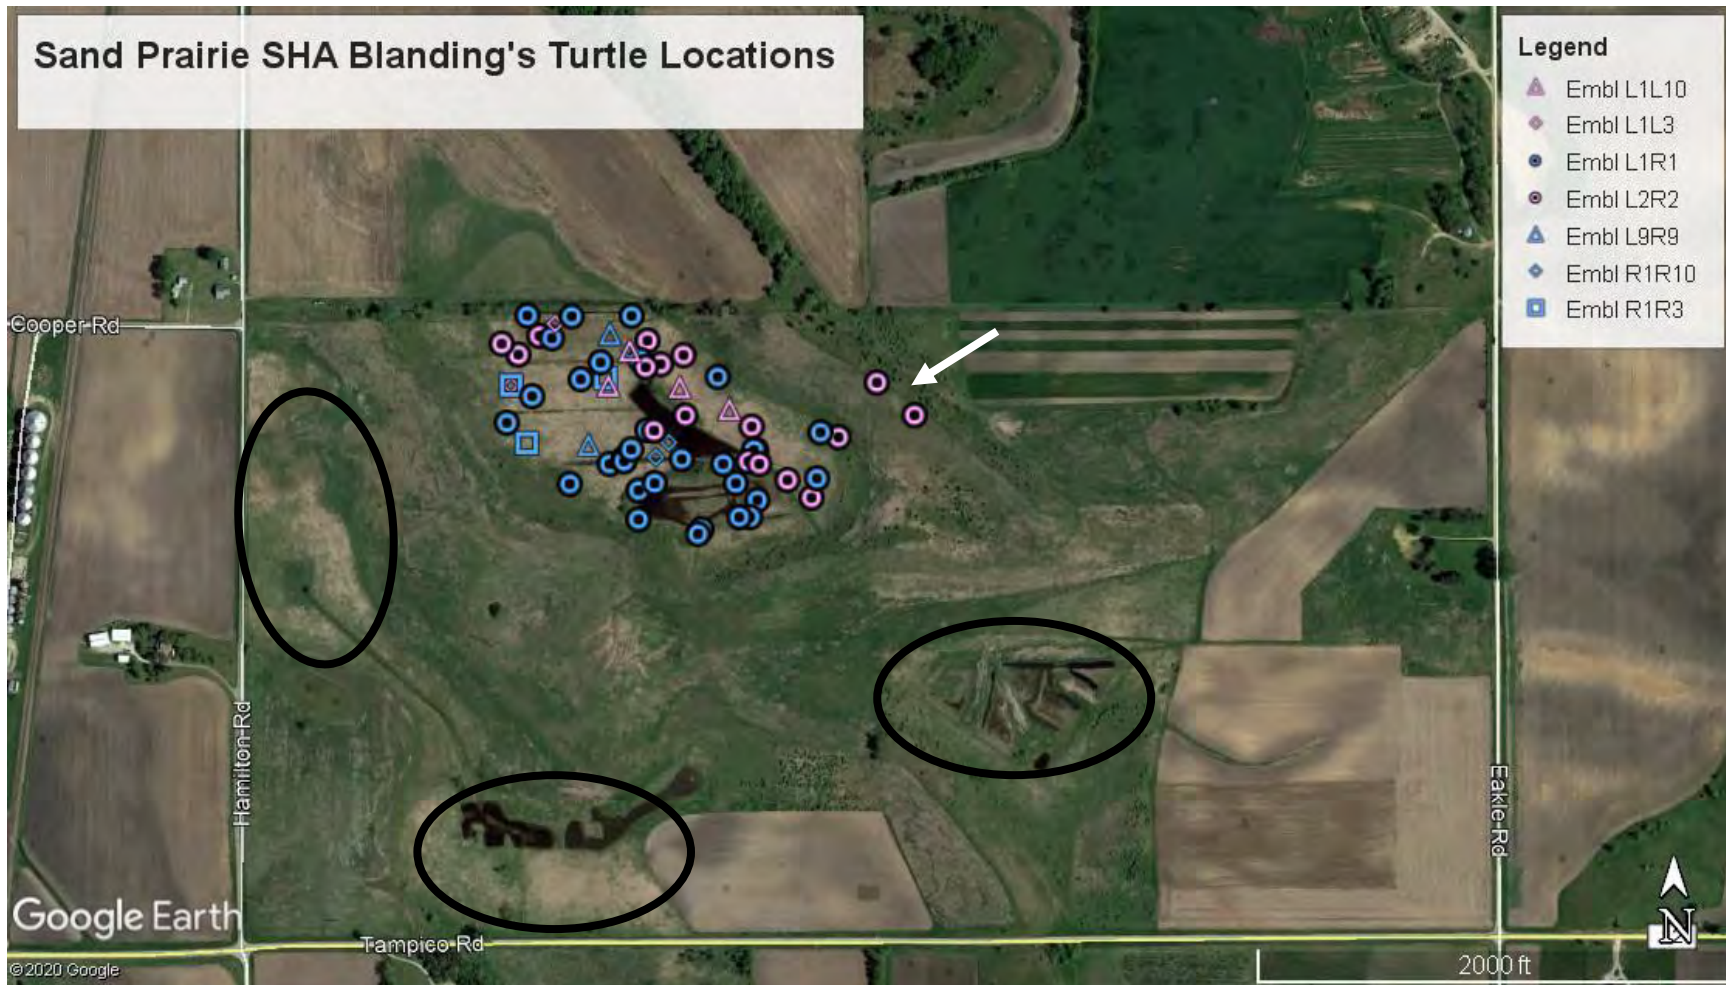 Sand Prairie SHA Blanding's Turtle Locations
Legend
Embl L1L10
Embl L1L3
Embl L1R1
Embl L2R2
Embl L9R9
Embl R1R10
Embl R1R3
Cooper Rd
Hamilton Rd
Eakle Rd
Google Earth
N
Tampico Rd
©2020 Google
2000 ft